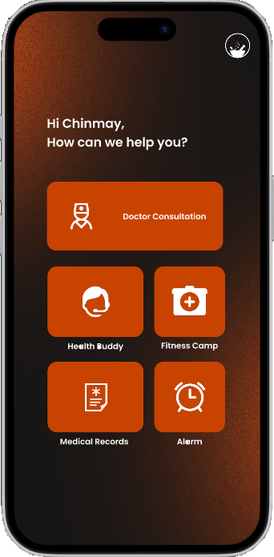 Hi Chinmay,
How can we help you?
Doctor Consultation
Health Buddy
Fitness Camp
Medical Records
Alarm